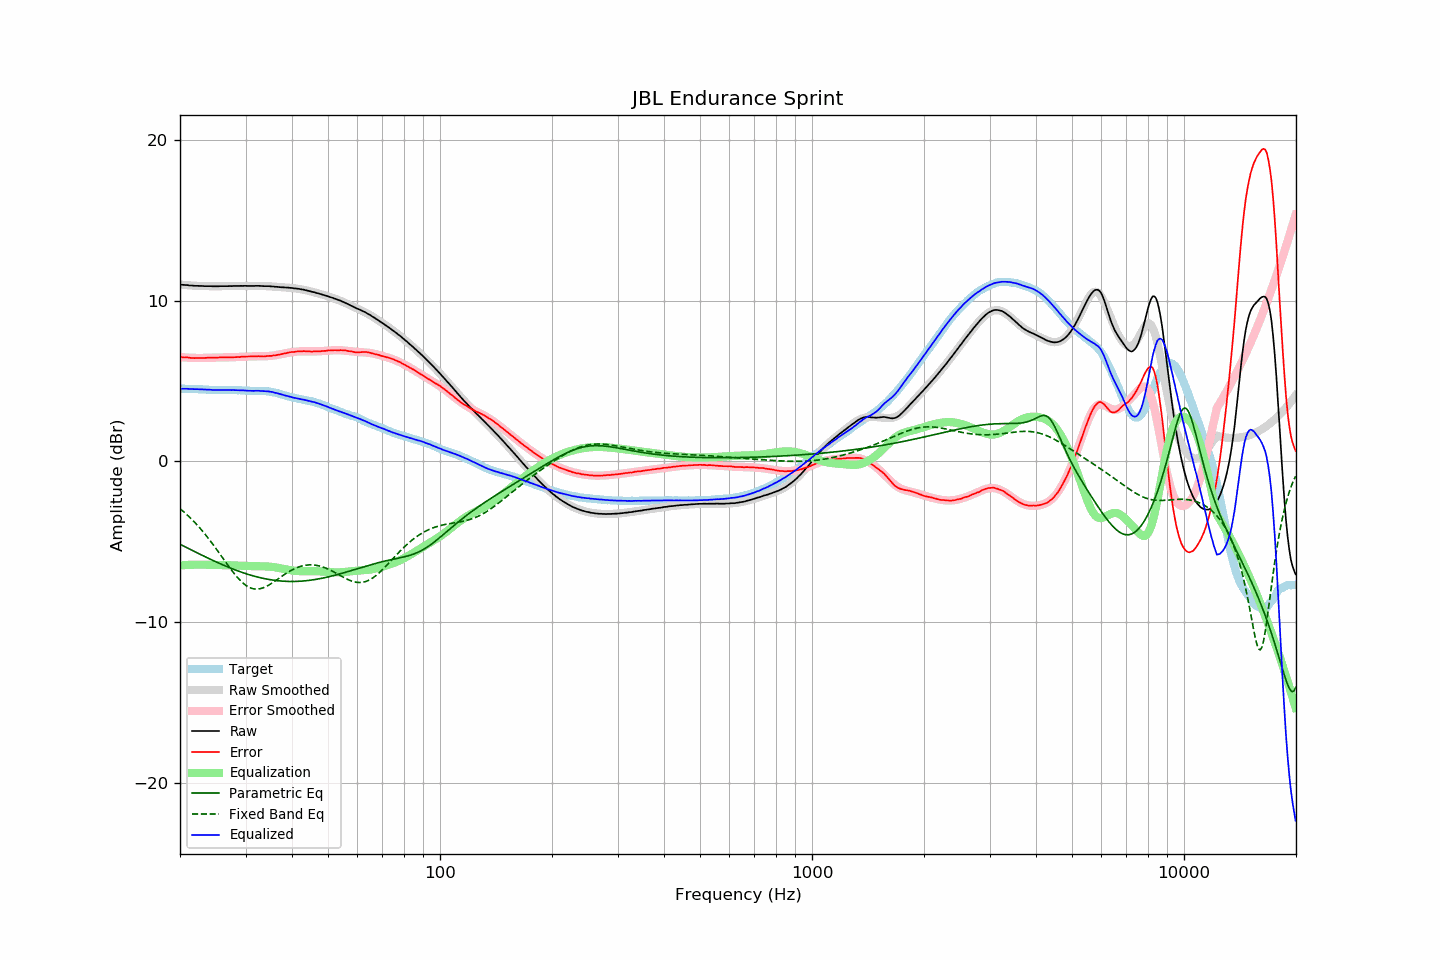 JBL Endurance Sprint
20
10
0
−10
−20
Amplitude (dBr)
Target
Raw Smoothed
Error Smoothed
Raw
Error
Equalization
Parametric Eq
Fixed Band Eq
Equalized
100
1000
10000
Frequency (Hz)